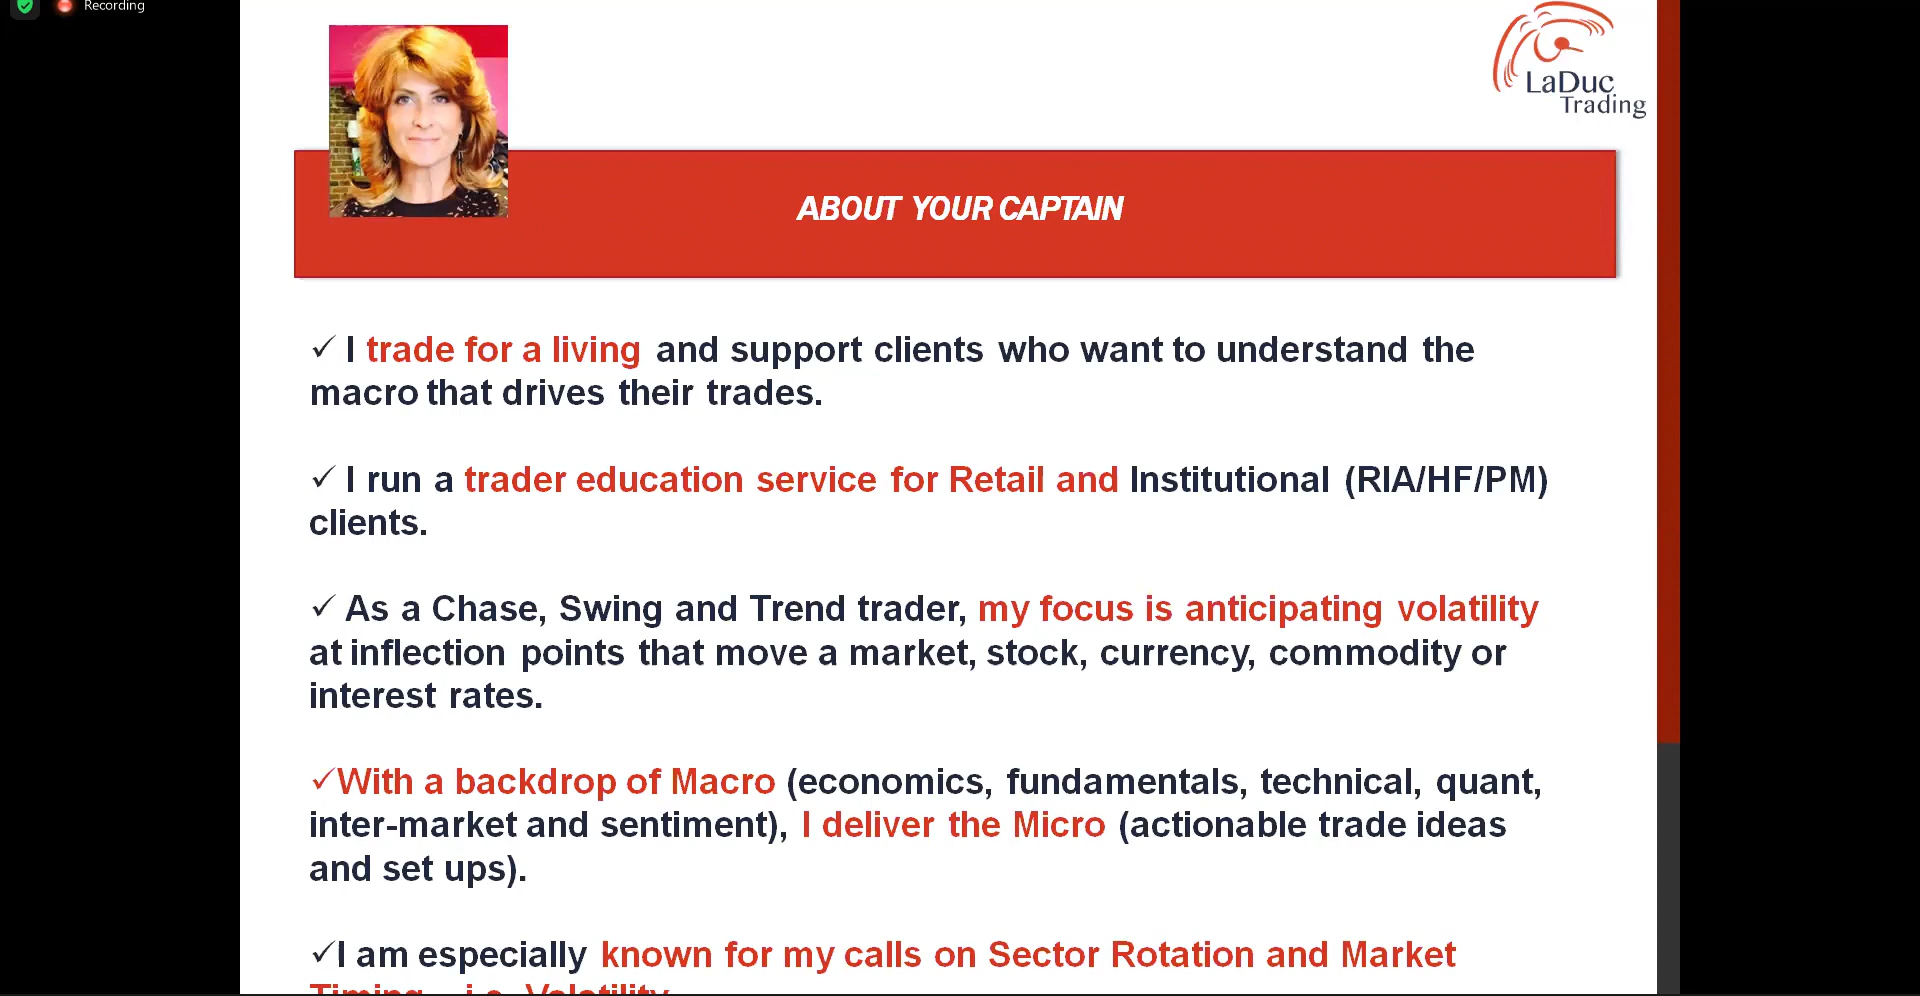 Recording
LaDuc
Trading
ABOUT YOUR CAPTAIN
✓ I trade for a living and support clients who want to understand the
macro that drives their trades.
✓ I run a trader education service for Retail and Institutional (RIA/HF/PM)
clients.
✓ As a Chase, Swing and Trend trader, my focus is anticipating volatility
at inflection points that move a market, stock, currency, commodity or
interest rates.
✓With a backdrop of Macro (economics, fundamentals, technical, quant,
inter-market and sentiment), I deliver the Micro (actionable trade ideas
and set ups).
✓I am especially known for my calls on Sector Rotation and Market
Timing – i.e. Volatility